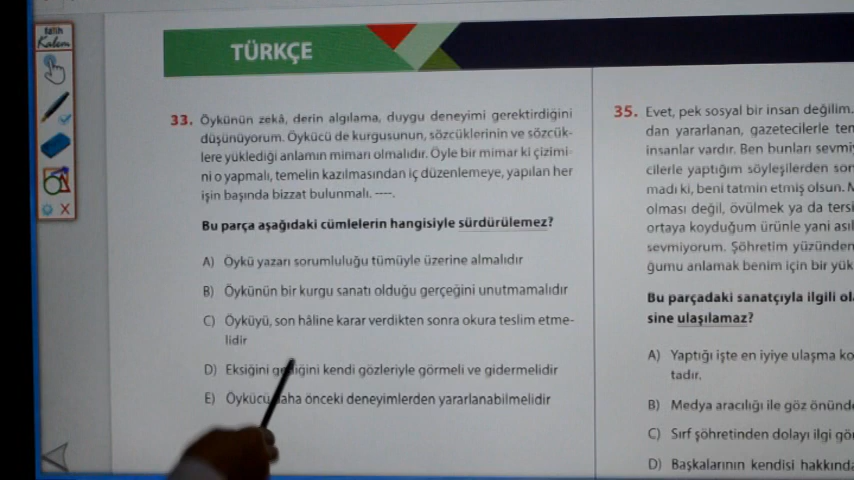 fatih
Kalem
TÜRKÇE
33. Öykünün zekâ, derin algılama, duygu deneyimi gerektirdiğini
düşünüyorum. Öykücü de kurgusunun, sözcüklerinin ve sözcük-
lere yüklediği anlamın mimarı olmalıdır. Öyle bir mimar ki çizimi-
ni o yapmalı, temelin kazılmasından iç düzenlemeye, yapılan her
işin başında bizzat bulunmalı. ----.
Bu parça aşağıdaki cümlelerin hangisiyle sürdürülemez?
A) Öykü yazarı sorumluluğu tümüyle üzerine almalıdır
B) Öykünün bir kurgu sanatı olduğu gerçeğini unutmamalıdır
C) Öyküyü, son hâline karar verdikten sonra okura teslim etme-
lidir
D) Eksiğini gediğini kendi gözleriyle görmeli ve gidermelidir
E) Öykücü daha önceki deneyimlerden yararlanabilmelidir
35. Evet, pek sosyal bir insan değilim.
dan yararlanan, gazetecilerle
insanlar vardır. Ben bunları
cilerle yaptığım söyleşilerden
madı ki, beni tatmin etmiş olsun.
olması değil, övülmek ya da
ortaya koyduğum ürünle yani
sevmiyorum. Şöhretim yüzünden
ğumu anlamak benim için bir
Bu parçadaki sanatçıyla ilgili
sine ulaşılamaz?
A) Yaptığı işte en iyiye ulaşma
tadır.
B) Medya aracılığı ile göz
C) Sırf şöhretinden dolayı ilgi
D) Başkalarının kendisi